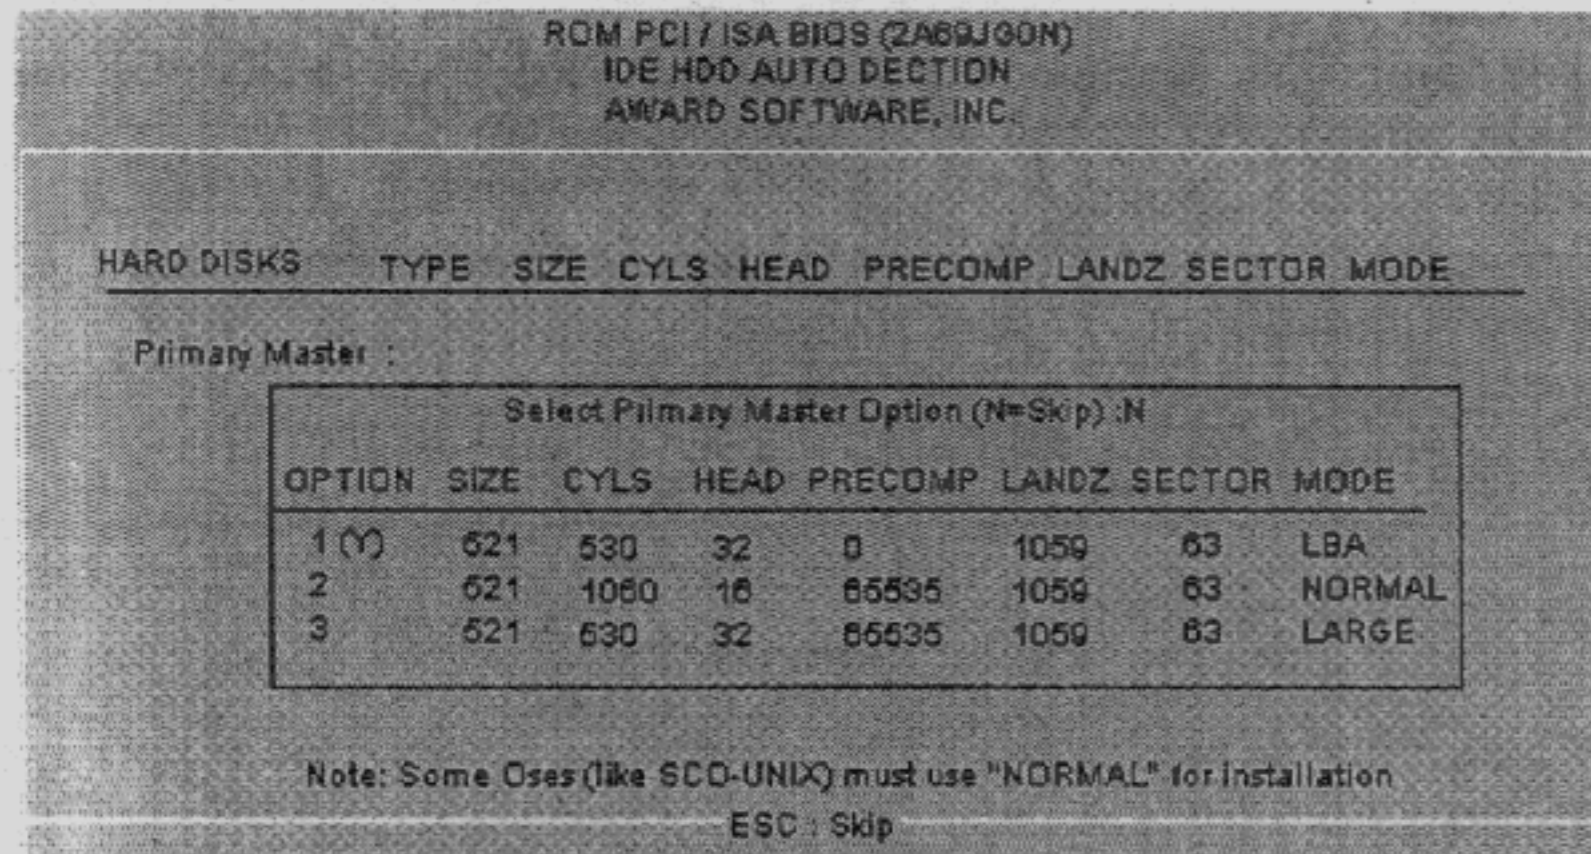 ROM PCI / ISA BIOS (ZA69JGON)
IDE HDD AUTO DECTION
AWARD SOFTWARE, INC.
HARD DISKS TYPE SIZE CYLS HEAD PRECOMP LANDZ SECTOR MODE
Primary Master :
Select Primary Master Option (N=Skip) :N
OPTION SIZE CYLS HEAD PRECOMP LANDZ SECTOR MODE
1 (Y) 521 530 32 0 1059 63 LBA
2 521 1060 16 65535 1059 63 NORMAL
3 521 530 32 65535 1059 63 LARGE
Note: Some Oses (like SCO-UNIX) must use "NORMAL" for installation
ESC : Skip